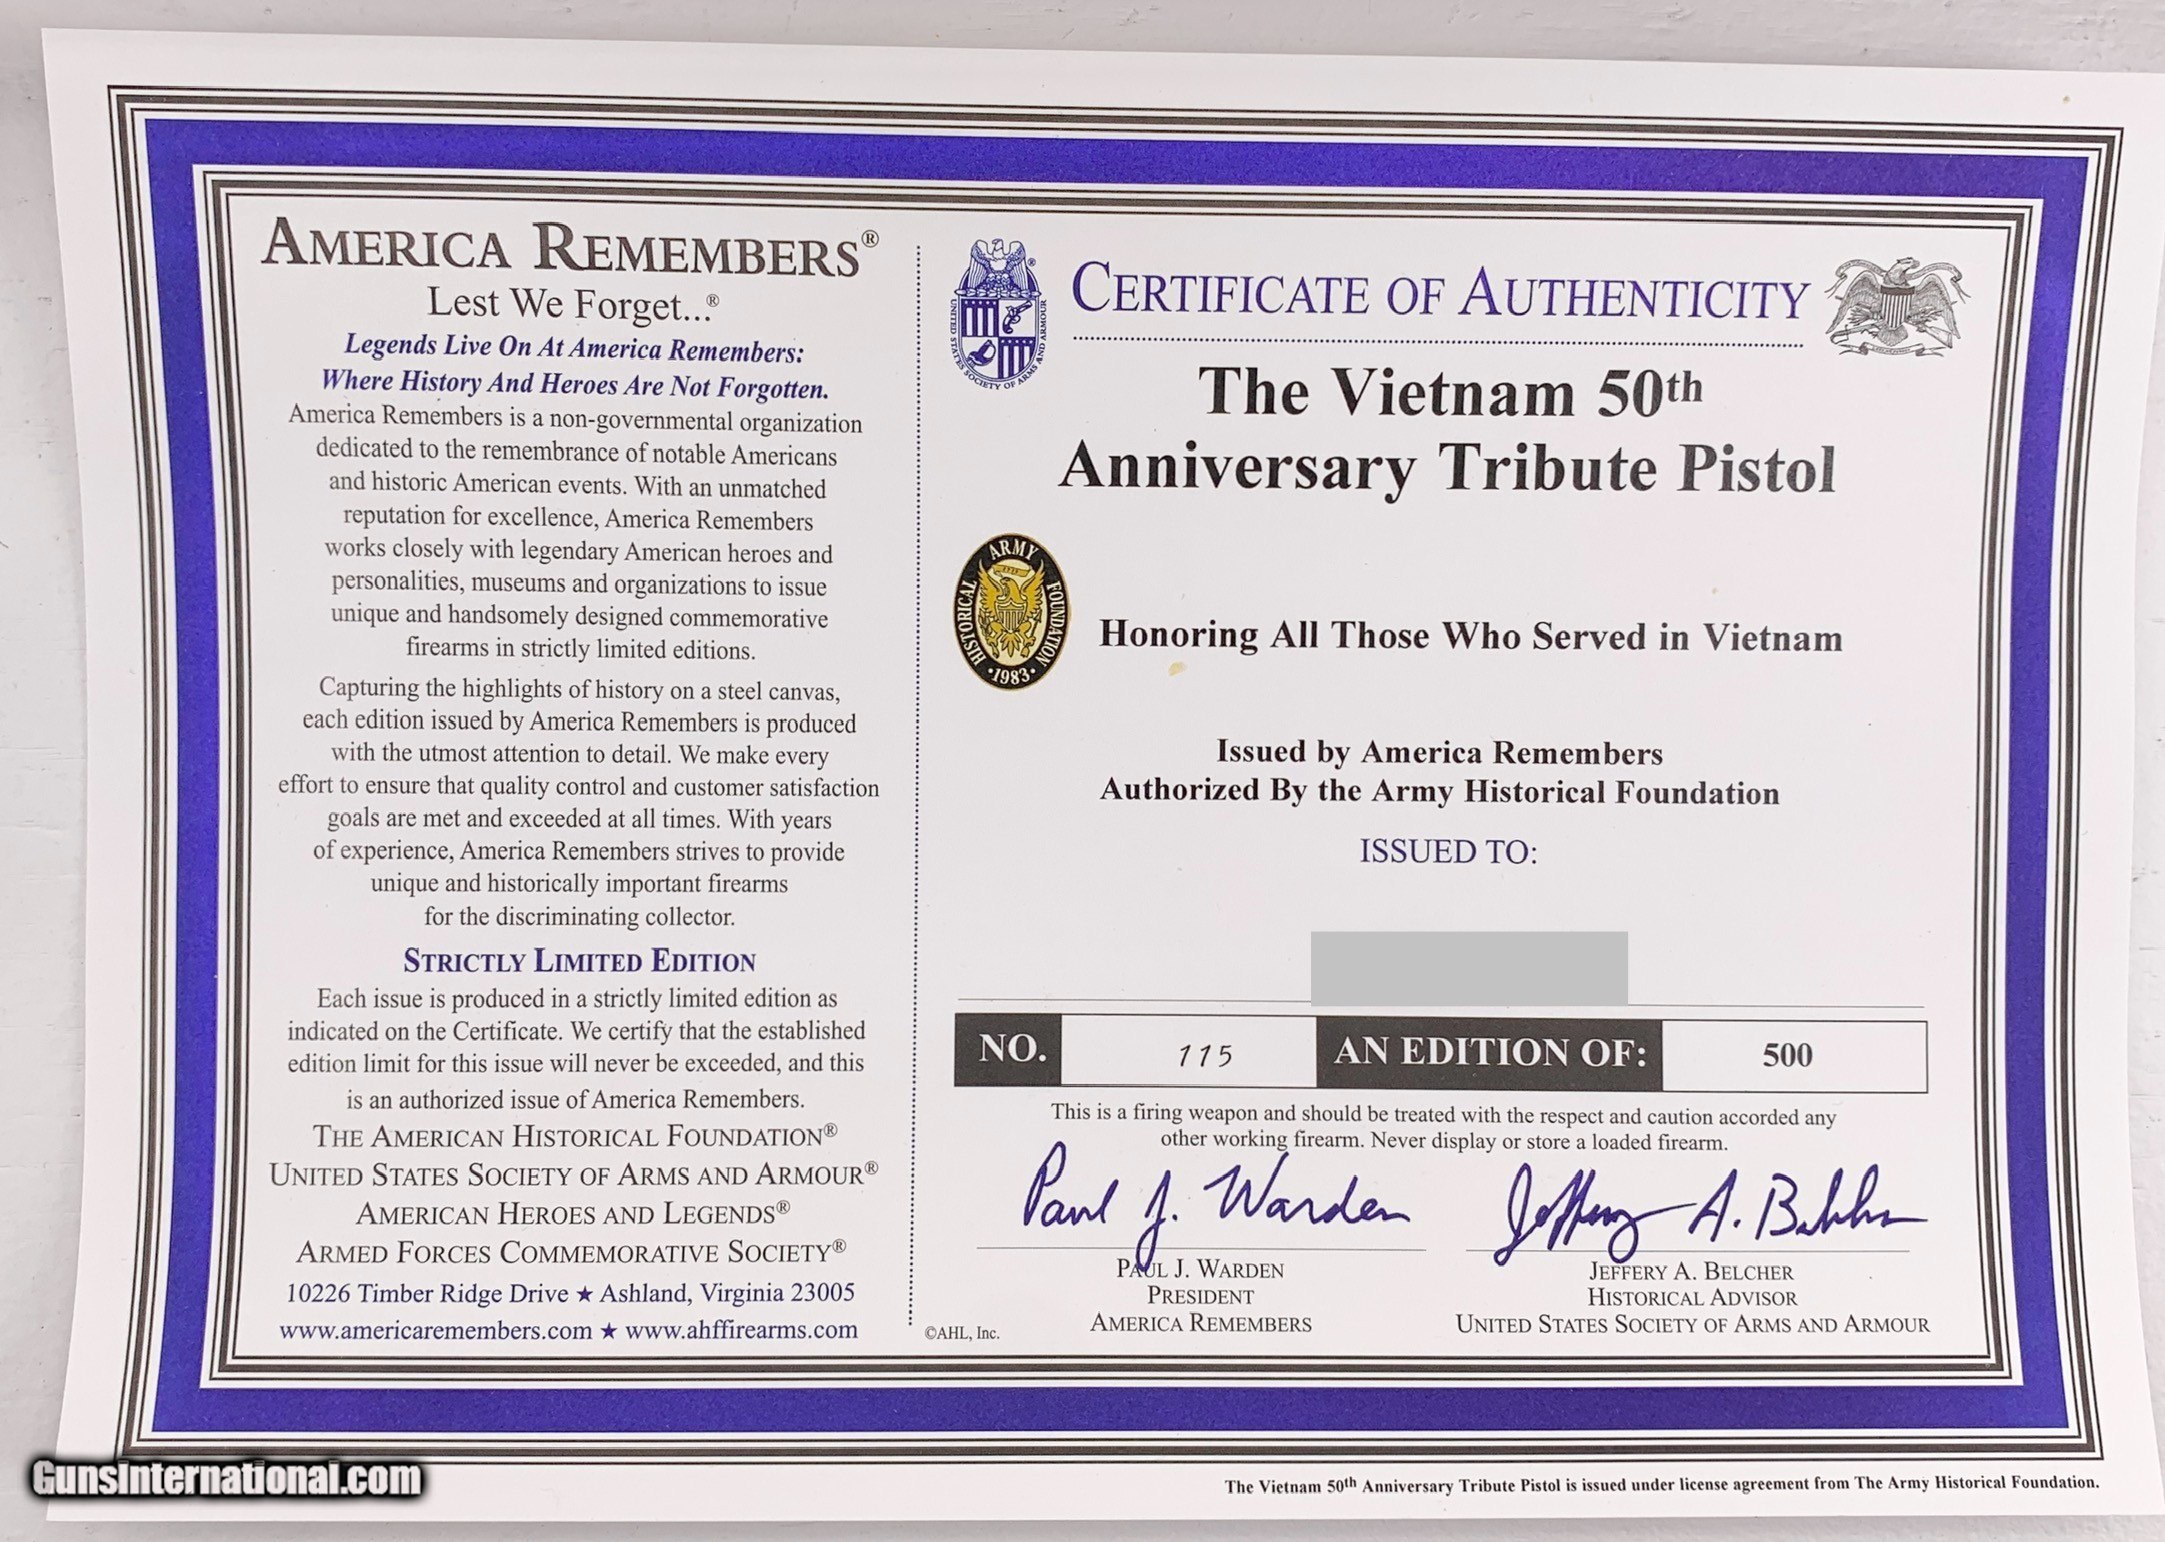 AMERICA REMEMBERS®
Lest We Forget...®
Legends Live On At America Remembers:
Where History And Heroes Are Not Forgotten.
America Remembers is a non-governmental organization
dedicated to the remembrance of notable Americans
and historic American events. With an unmatched
reputation for excellence, America Remembers
works closely with legendary American heroes and
personalities, museums and organizations to issue
unique and handsomely designed commemorative
firearms in strictly limited editions.
Capturing the highlights of history on a steel canvas,
each edition issued by America Remembers is produced
with the utmost attention to detail. We make every
effort to ensure that quality control and customer satisfaction
goals are met and exceeded at all times. With years
of experience, America Remembers strives to provide
unique and historically important firearms
for the discriminating collector.
STRICTLY LIMITED EDITION
Each issue is produced in a strictly limited edition as
indicated on the Certificate. We certify that the established
edition limit for this issue will never be exceeded, and this
is an authorized issue of America Remembers.
THE AMERICAN HISTORICAL FOUNDATION®
UNITED STATES SOCIETY OF ARMS AND ARMOUR®
AMERICAN HEROES AND LEGENDS®
ARMED FORCES COMMEMORATIVE SOCIETY®
10226 Timber Ridge Drive ★ Ashland, Virginia 23005
www.americaremembers.com ★ www.ahffirearms.com
UNITED STATES SOCIETY OF ARMS AND ARMOUR
®
CERTIFICATE OF AUTHENTICITY
The Vietnam 50th
Anniversary Tribute Pistol
ARMY HISTORICAL FOUNDATION
·1983·
Honoring All Those Who Served in Vietnam
Issued by America Remembers
Authorized By the Army Historical Foundation
ISSUED TO:
NO. 115 AN EDITION OF: 500
This is a firing weapon and should be treated with the respect and caution accorded any
other working firearm. Never display or store a loaded firearm.
Paul J. Warden
Jeffery A. Belcher
PAUL J. WARDEN
PRESIDENT
AMERICA REMEMBERS
JEFFERY A. BELCHER
HISTORICAL ADVISOR
UNITED STATES SOCIETY OF ARMS AND ARMOUR
©AHL, Inc.
The Vietnam 50th Anniversary Tribute Pistol is issued under license agreement from The Army Historical Foundation.
GunsInternational.com